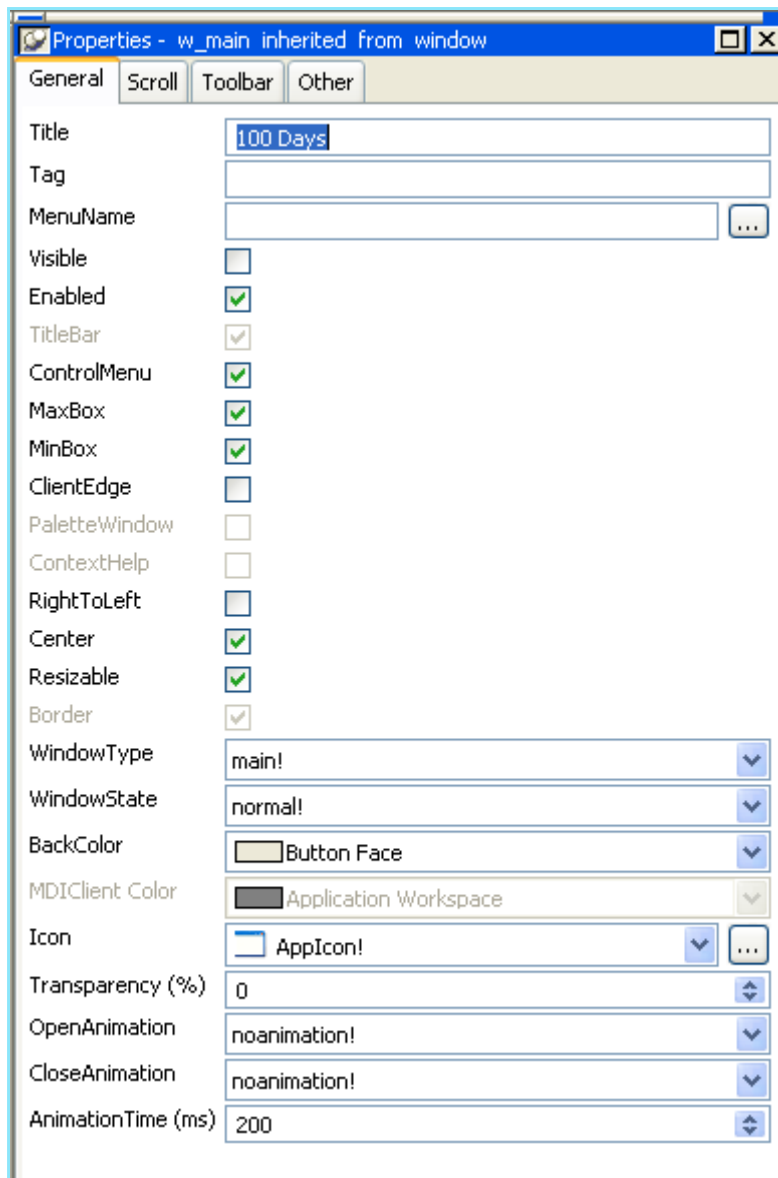 Properties - w_main inherited from window
General Scroll Toolbar Other
Title 100 Days
Tag
MenuName ...
Visible
Enabled
TitleBar
ControlMenu
MaxBox
MinBox
ClientEdge
PaletteWindow
ContextHelp
RightToLeft
Center
Resizable
Border
WindowType main!
WindowState normal!
BackColor Button Face
MDIClient Color Application Workspace
Icon AppIcon! ...
Transparency (%) 0
OpenAnimation noanimation!
CloseAnimation noanimation!
AnimationTime (ms) 200